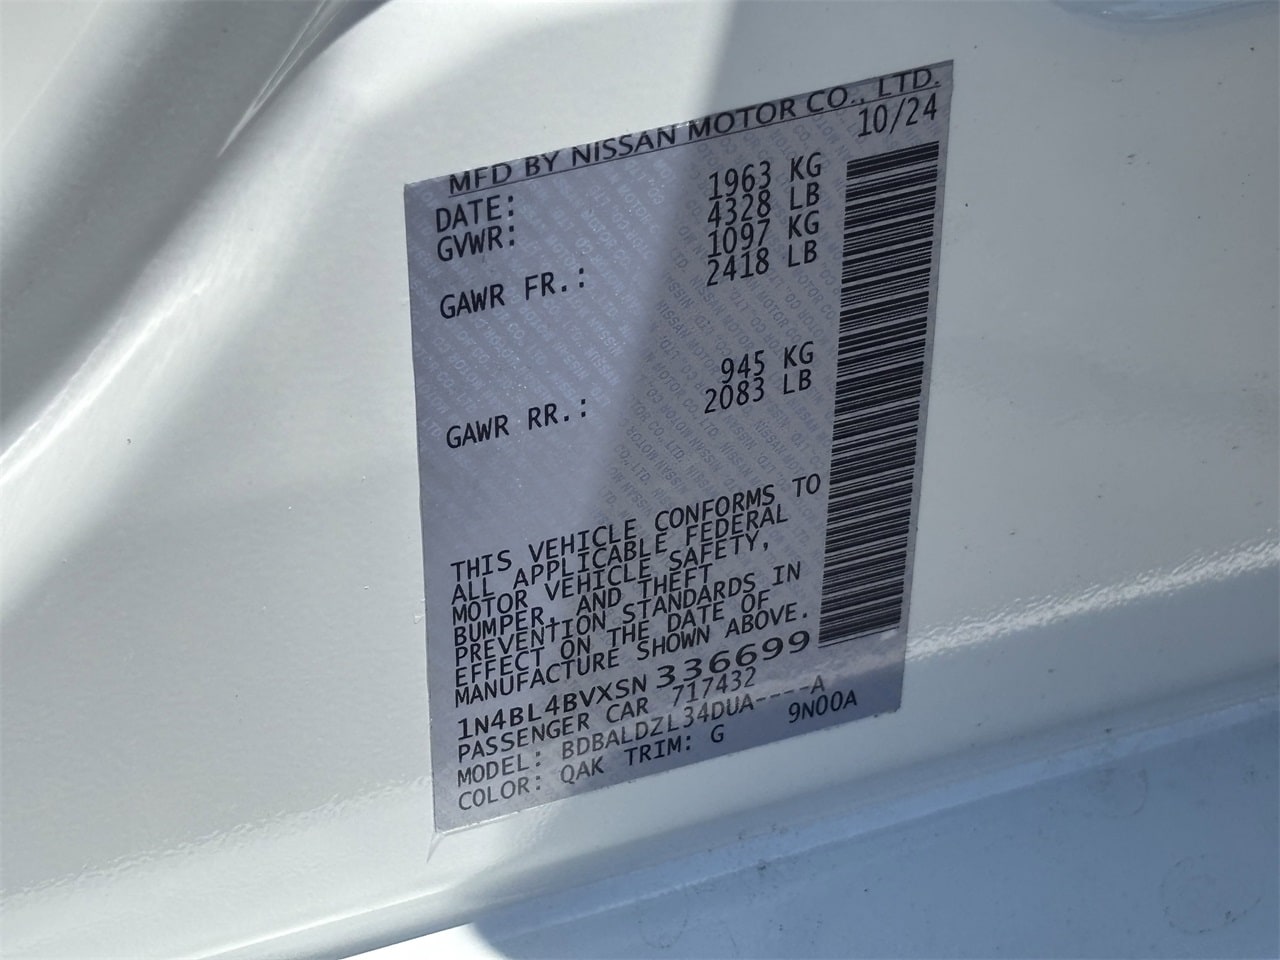 MFD BY NISSAN MOTOR CO., LTD.
DATE: 10/24
GVWR: 1963 KG
4328 LB
GAWR FR.: 1097 KG
2418 LB
GAWR RR.: 945 KG
2083 LB
THIS VEHICLE CONFORMS TO
ALL APPLICABLE FEDERAL
MOTOR VEHICLE SAFETY,
BUMPER, AND THEFT
PREVENTION STANDARDS IN
EFFECT ON THE DATE OF
MANUFACTURE SHOWN ABOVE.
1N4BL4BVXSN336699
PASSENGER CAR 717432
MODEL: BDBALDZL34DUA----A
COLOR: QAK TRIM: G 9N00A